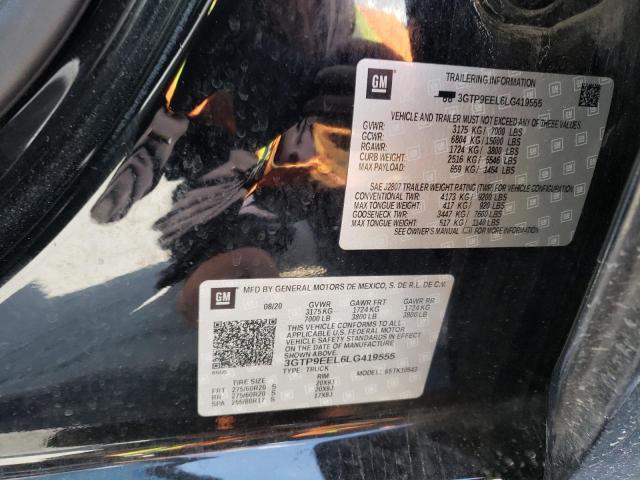 GM
TRAILERING INFORMATION
3GTP9EEL6LG419555
VEHICLE AND TRAILER MUST NOT EXCEED ANY OF THESE VALUES.
GVWR: 3175 KG / 7000 LBS
GCWR: 6804 KG / 15000 LBS
RGAWR: 1724 KG / 3800 LBS
CURB WEIGHT: 2516 KG / 5546 LBS
MAX PAYLOAD: 659 KG / 1454 LBS
SAE J2807 TRAILER WEIGHT RATING (TWR) FOR VEHICLE CONFIGURATION
CONVENTIONAL TWR: 4173 KG / 9200 LBS
MAX TONGUE WEIGHT: 417 KG / 920 LBS
GOOSENECK TWR: 3447 KG / 7600 LBS
MAX TONGUE WEIGHT: 517 KG / 1140 LBS
SEE OWNER'S MANUAL FOR MORE INFORMATION
GM
MFD BY GENERAL MOTORS DE MEXICO, S. DE R.L. DE C.V.
08/20 GVWR GAWR FRT GAWR RR
3175 KG 1724 KG 1724 KG
7000 LB 3800 LB 3800 LB
THIS VEHICLE CONFORMS TO ALL
APPLICABLE U.S. FEDERAL MOTOR
VEHICLE SAFETY AND THEFT PREVENTION
STANDARDS IN EFFECT ON THE DATE
OF MANUFACTURE SHOWN ABOVE.
3GTP9EEL6LG419555
TYPE: TRUCK MODEL:
TIRE SIZE RIM
FRT 275/60R20 S 20X9J
RR 275/60R20 S 20X9J
SPA 255/80R17 S 17X8J